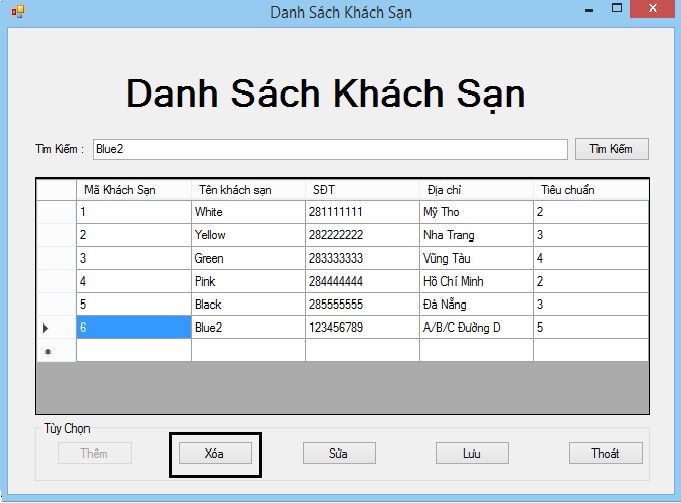 Danh Sách Khách Sạn
Danh Sách Khách Sạn
Tìm Kiếm : Blue2 Tìm Kiếm
Mã Khách Sạn Tên khách sạn SĐT Địa chỉ Tiêu chuẩn
1 White 281111111 Mỹ Tho 2
2 Yellow 282222222 Nha Trang 3
3 Green 283333333 Vũng Tàu 4
4 Pink 284444444 Hồ Chí Minh 2
5 Black 285555555 Đà Nẵng 3
6 Blue2 123456789 A/B/C Đường D 5
Tùy Chọn
Thêm Xóa Sửa Lưu Thoát